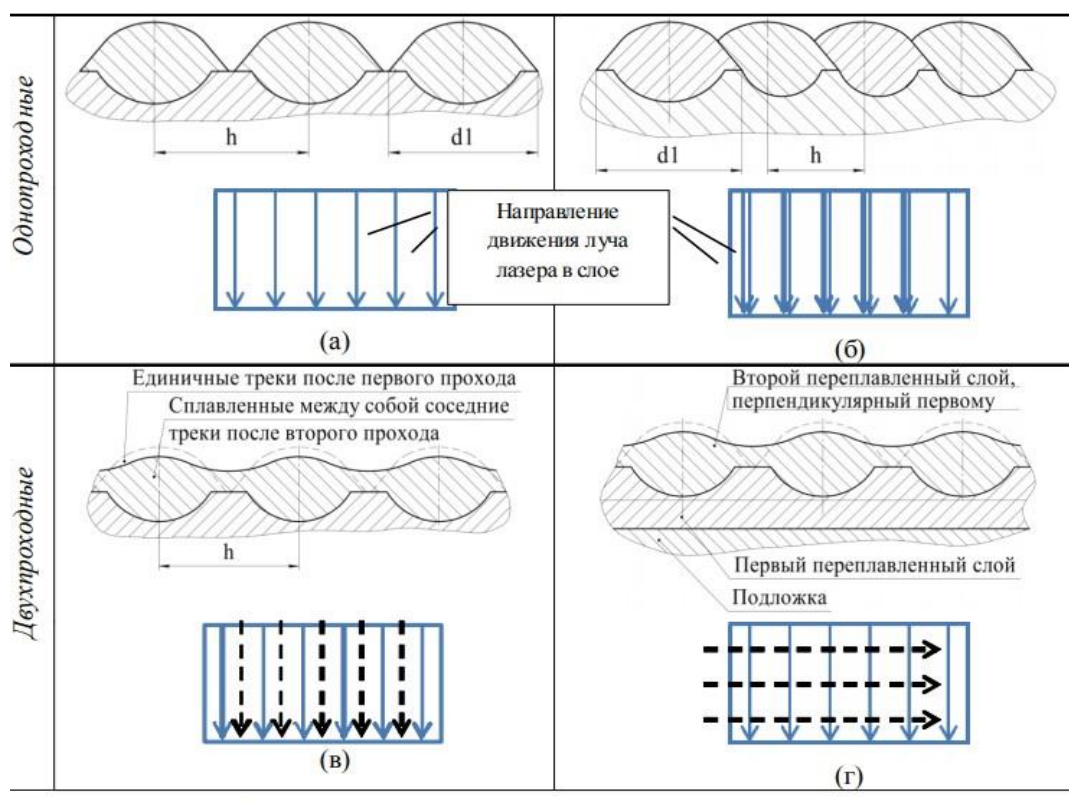 Однопроходные
h
d1
d1
h
Направление
движения луча
лазера в слое
(а)
(б)
Двухпроходные
Единичные треки после первого прохода
Сплавленные между собой соседние
треки после второго прохода
h
(в)
Второй переплавленный слой,
перпендикулярный первому
Первый переплавленный слой
Подложка
(г)